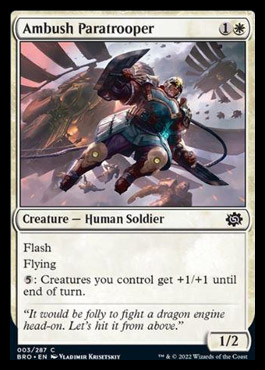 Ambush Paratrooper 1
Creature — Human Soldier
Flash
Flying
5: Creatures you control get +1/+1 until
end of turn.
“It would be folly to fight a dragon engine
head-on. Let’s hit it from above.”
1/2
003/287 C
BRO • EN Vladimir Krisetskiy
™ & © 2022 Wizards of the Coast